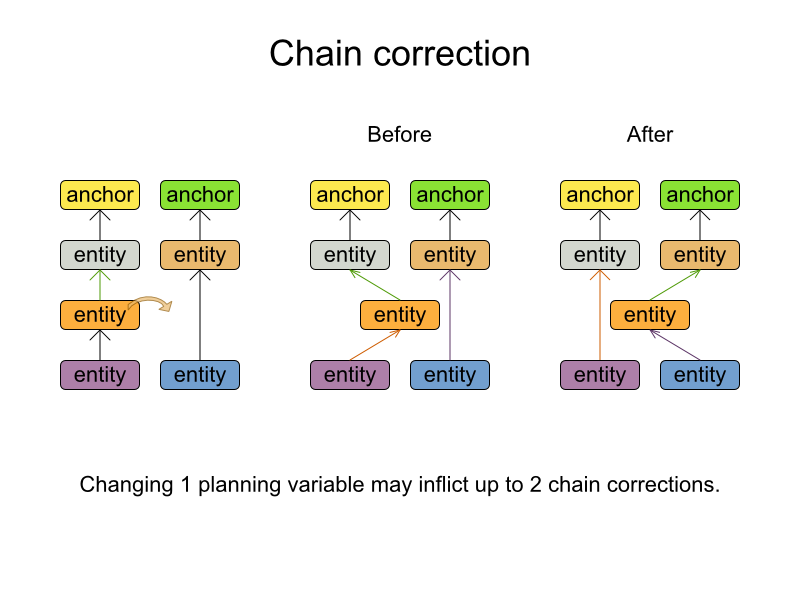 Chain correction
Before
After
anchor anchor anchor anchor anchor anchor
entity entity entity entity entity entity
entity entity entity
entity entity entity entity entity entity
Changing 1 planning variable may inflict up to 2 chain corrections.